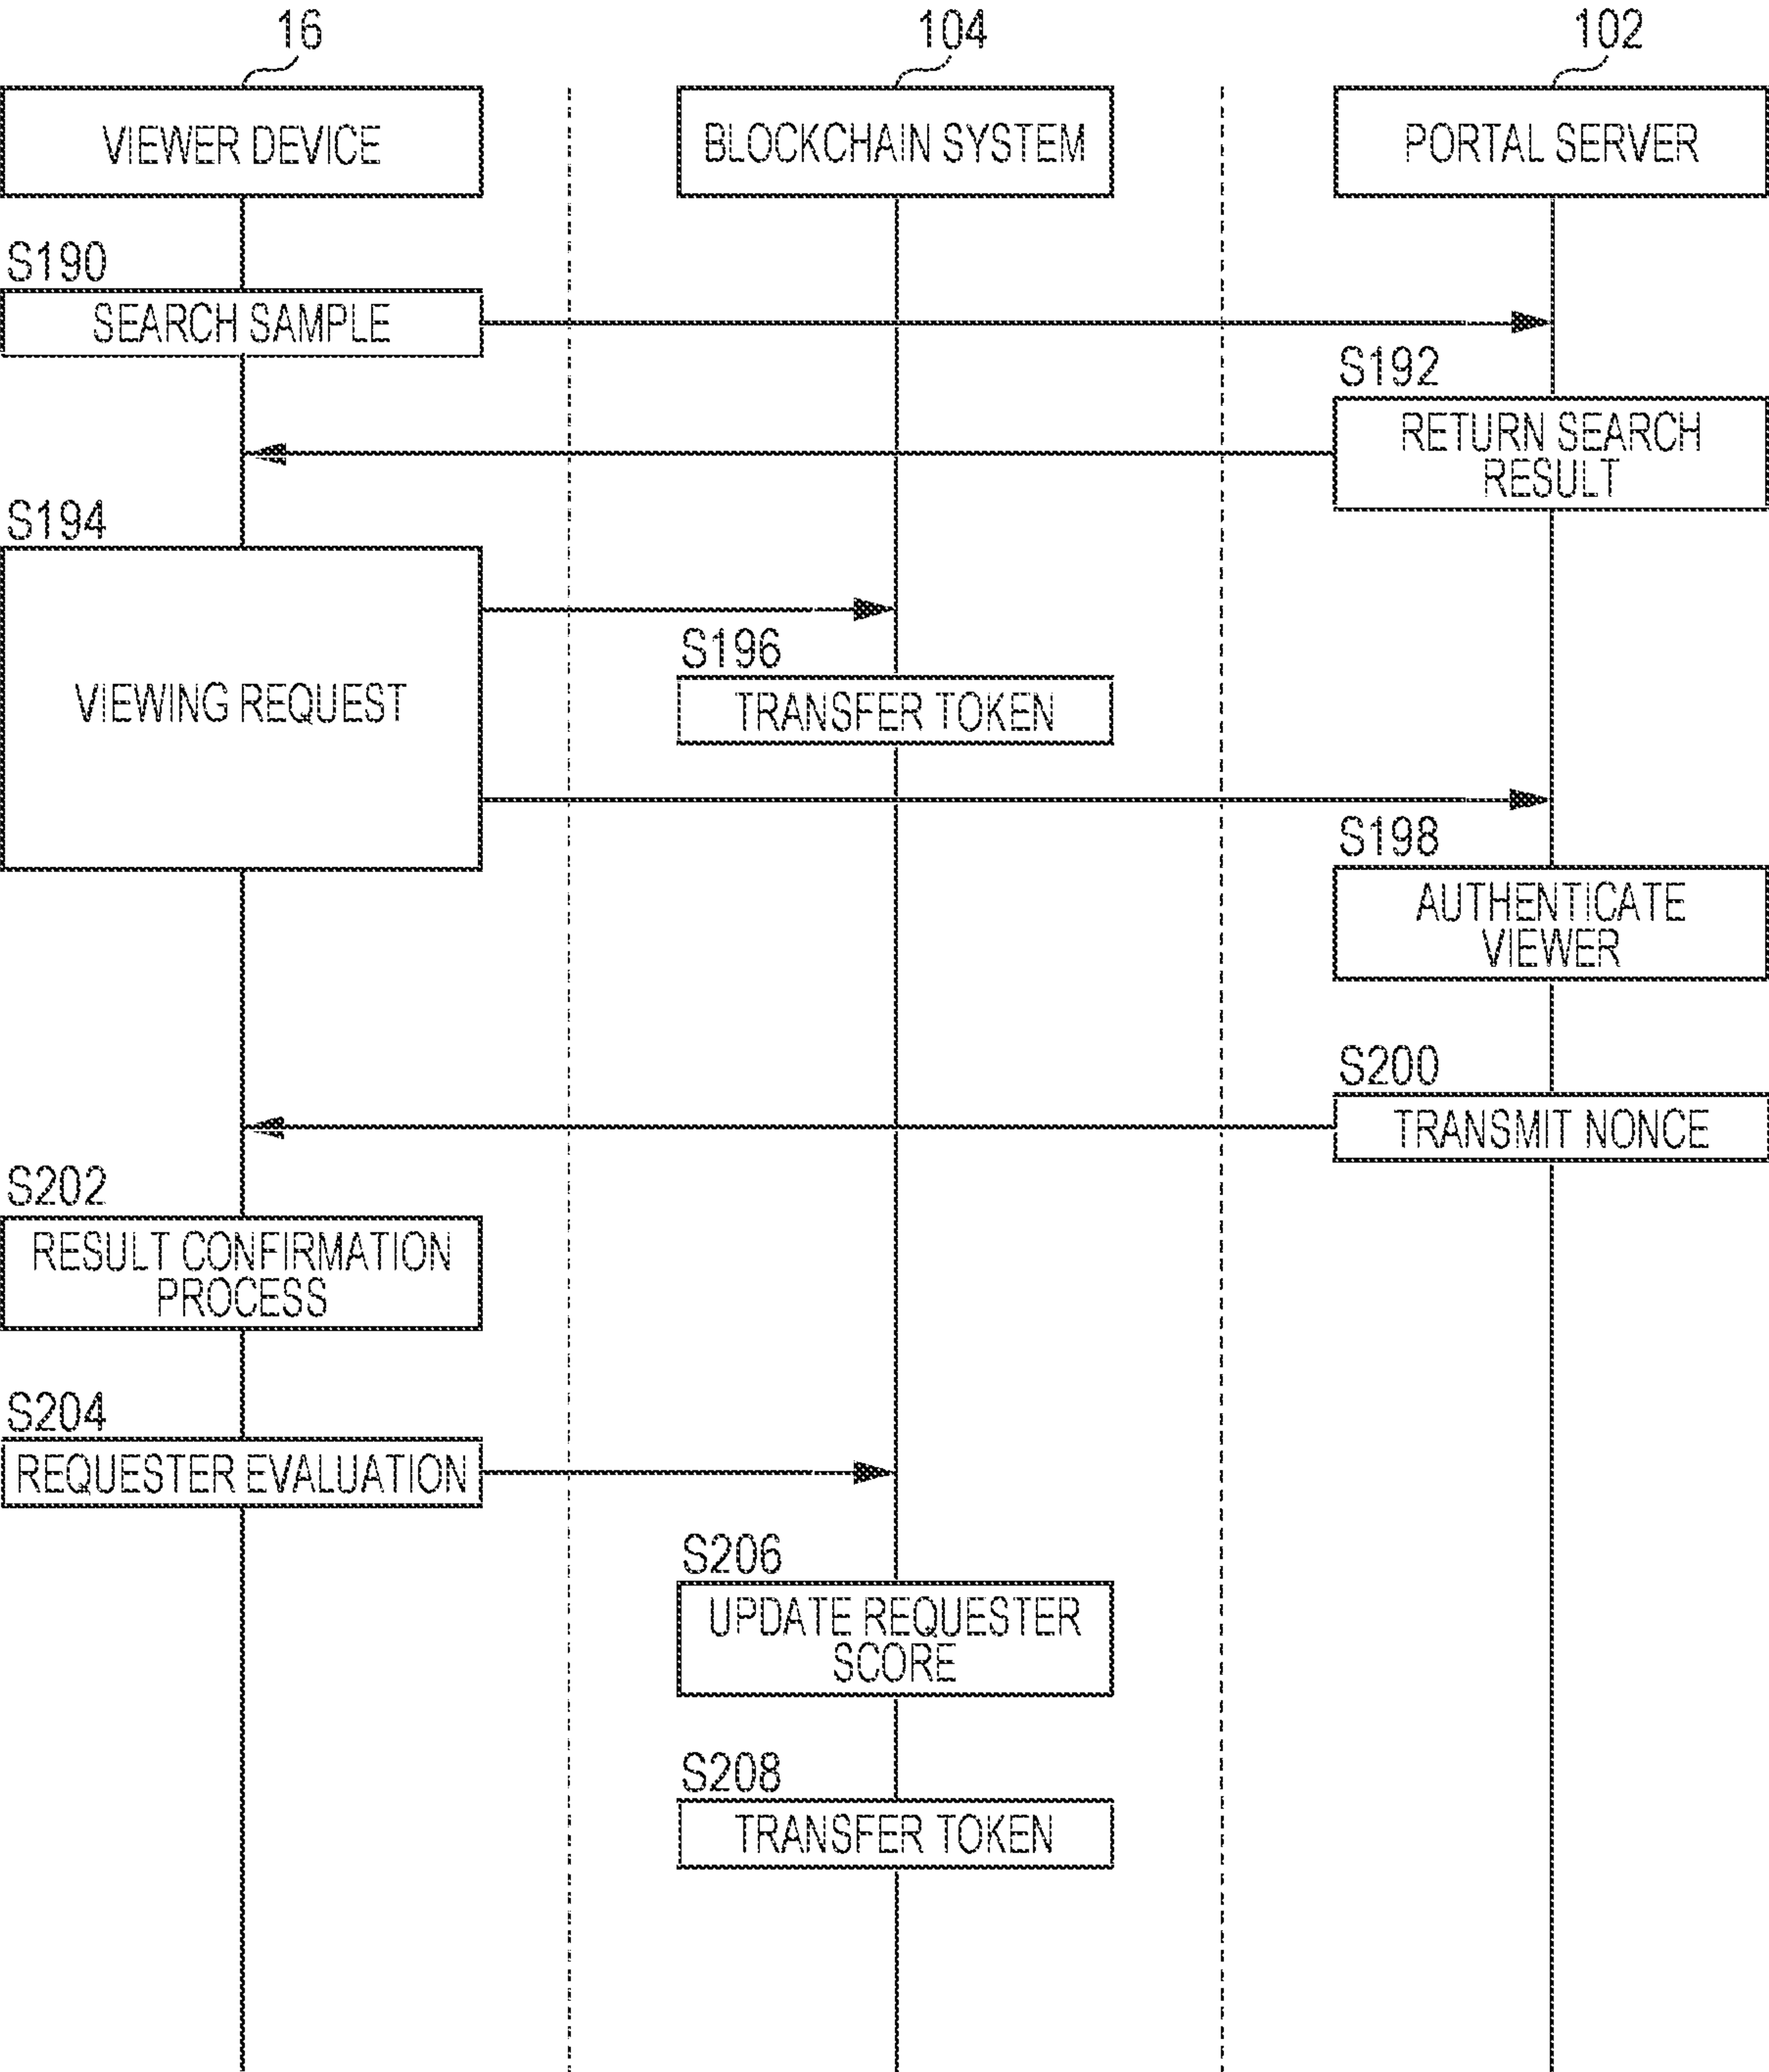 16
104
102
VIEWER DEVICE
BLOCKCHAIN SYSTEM
PORTAL SERVER
S190
SEARCH SAMPLE
S192
RETURN SEARCH
RESULT
S194
VIEWING REQUEST
S196
TRANSFER TOKEN
S198
AUTHENTICATE
VIEWER
S200
TRANSMIT NONCE
S202
RESULT CONFIRMATION
PROCESS
S204
REQUESTER EVALUATION
S206
UPDATE REQUESTER
SCORE
S208
TRANSFER TOKEN